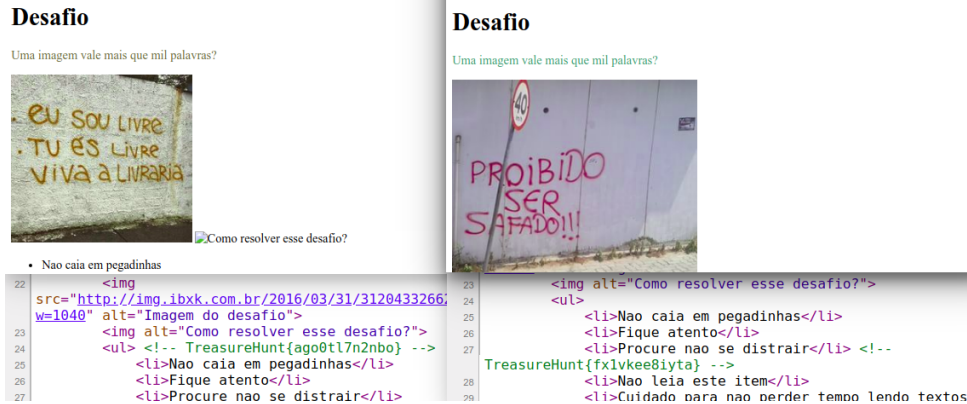 Desafio
Uma imagem vale mais que mil palavras?
. EU SOU LIVRE
. TU ÉS LIVRE
VIVA A LIVRARIA
Como resolver esse desafio?
• Nao caia em pegadinhas
22 <img
src="http://img.ibxk.com.br/2016/03/31/3120433266
w=1040" alt="Imagem do desafio">
23 <img alt="Como resolver esse desafio?">
24 <ul> <!-- TreasureHunt{ago0tl7n2nbo} -->
25 <li>Nao caia em pegadinhas</li>
26 <li>Fique atento</li>
27 <li>Procure nao se distrair</li>
Desafio
Uma imagem vale mais que mil palavras?
40
PROIBIDO
SER
SAFADO!!!
23 <img alt="Como resolver esse desafio?">
24 <ul>
25 <li>Nao caia em pegadinhas</li>
26 <li>Fique atento</li>
27 <li>Procure nao se distrair</li> <!--
TreasureHunt{fx1vkee8iyta} -->
28 <li>Nao leia este item</li>
29 <li>Cuidado para nao perder tempo lendo textos